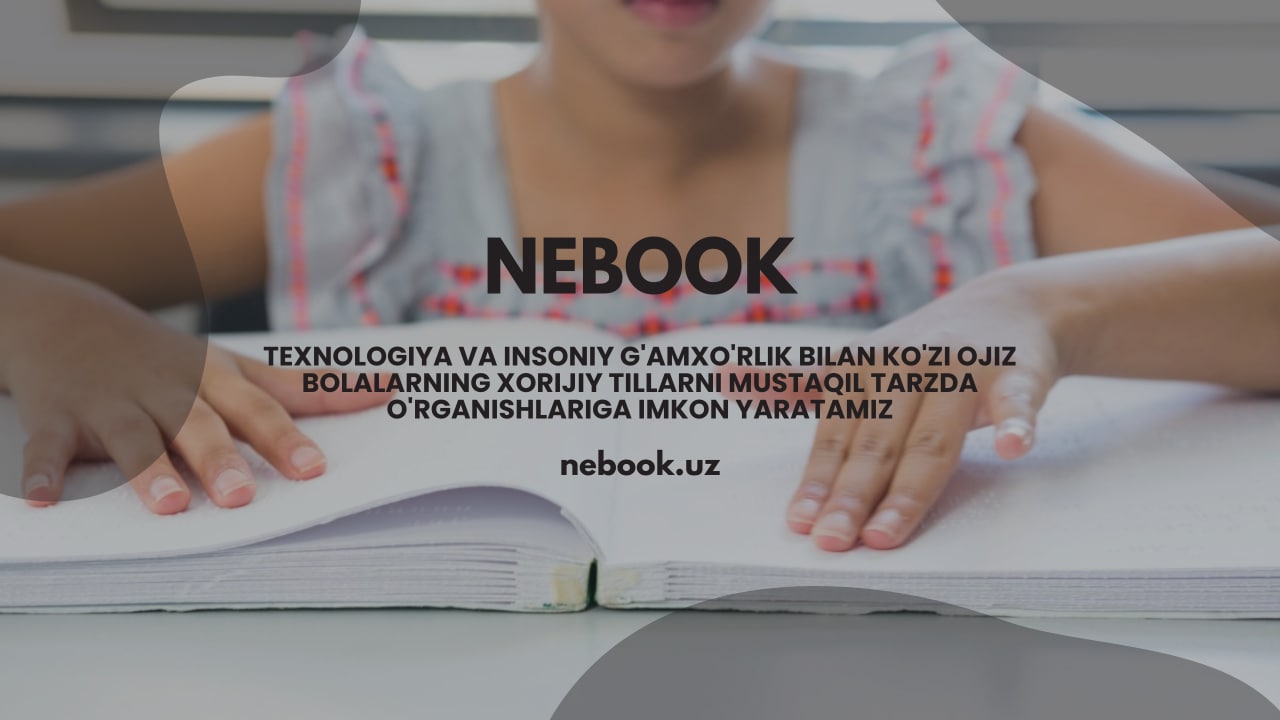 NEBOOK
TEXNOLOGIYA VA INSONIY G'AMXO'RLIK BILAN KO'ZI OJIZ
BOLALARNING XORIJIY TILLARNI MUSTAQIL TARZDA
O'RGANISHLARIGA IMKON YARATAMIZ
nebook.uz